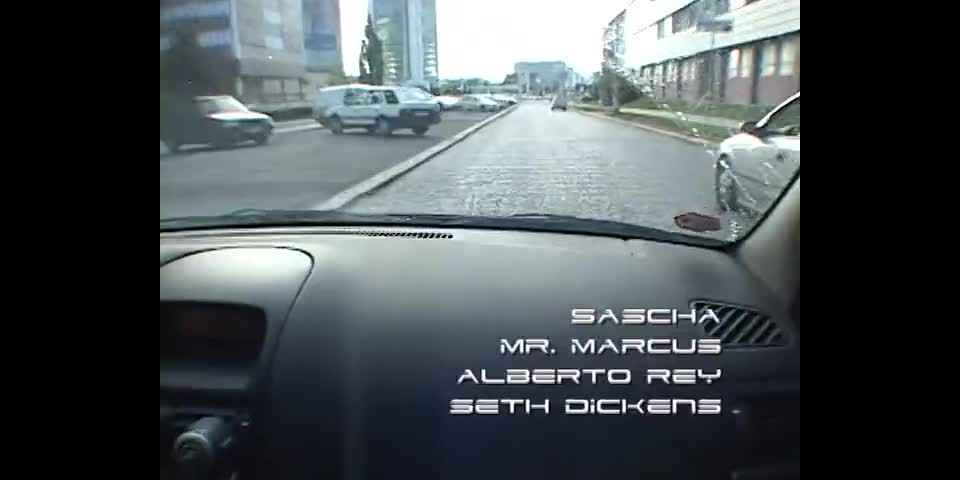 SASCHA
MR. MARCUS
ALBERTO REY
SETH DICKENS